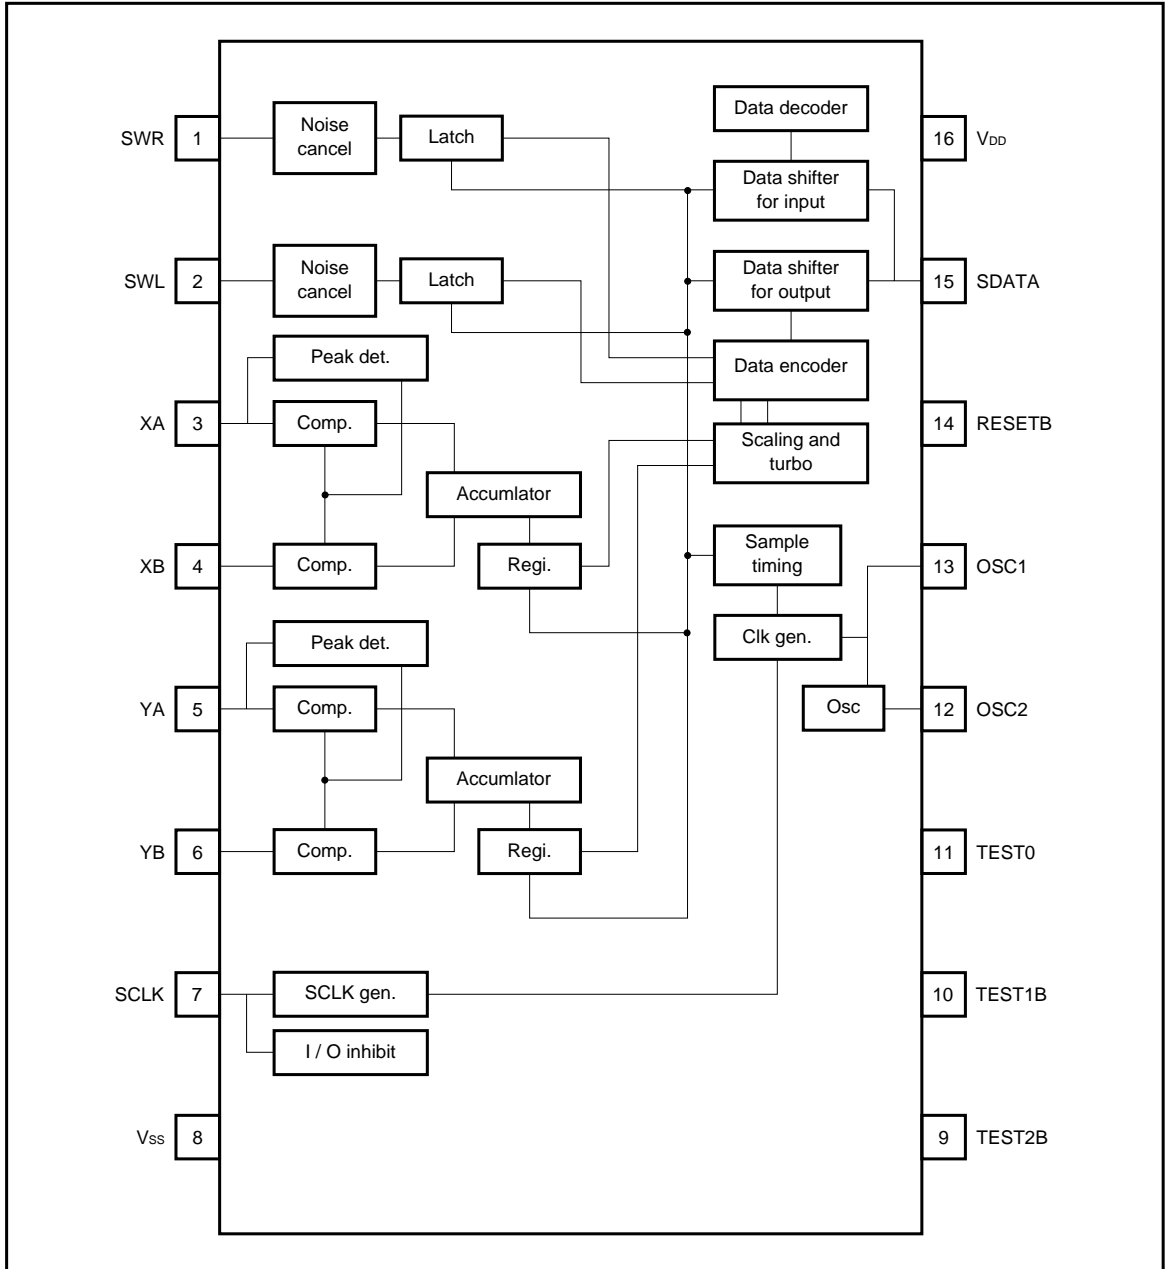 SWR
1
Noise
cancel
Latch
Data decoder
16
VDD
Data shifter
for input
SWL
2
Noise
cancel
Latch
Data shifter
for output
15
SDATA
Peak det.
Data encoder
XA
3
Comp.
14
RESETB
Scaling and
turbo
Accumlator
XB
4
Comp.
Regi.
Sample
timing
13
OSC1
Peak det.
Clk gen.
YA
5
Comp.
Osc
12
OSC2
Accumlator
YB
6
Comp.
Regi.
11
TEST0
SCLK
7
SCLK gen.
10
TEST1B
I / O inhibit
Vss
8
9
TEST2B